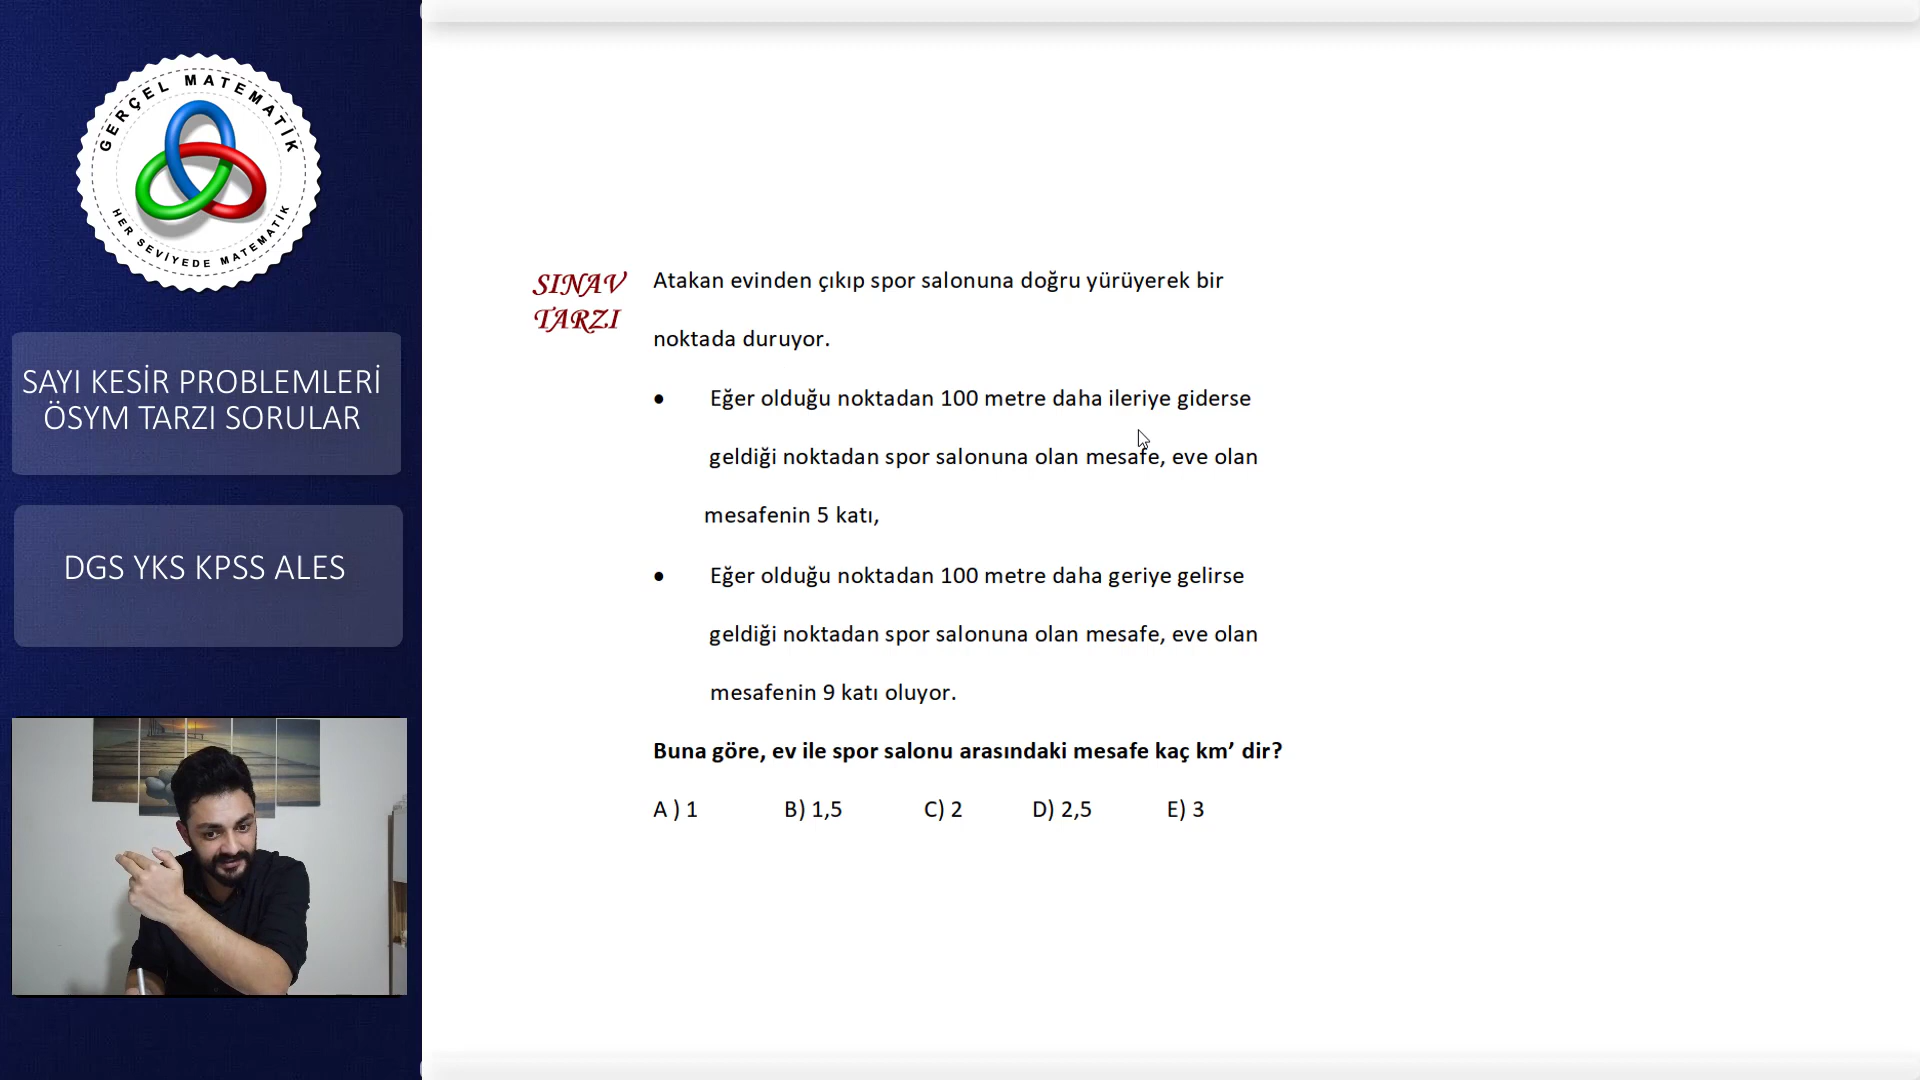 GERÇEL MATEMATİK
HER SEVİYEDE MATEMATİK
SAYI KESİR PROBLEMLERİ
ÖSYM TARZI SORULAR
DGS YKS KPSS ALES
SINAV
TARZI
Atakan evinden çıkıp spor salonuna doğru yürüyerek bir
noktada duruyor.
• Eğer olduğu noktadan 100 metre daha ileriye giderse
geldiği noktadan spor salonuna olan mesafe, eve olan
mesafenin 5 katı,
• Eğer olduğu noktadan 100 metre daha geriye gelirse
geldiği noktadan spor salonuna olan mesafe, eve olan
mesafenin 9 katı oluyor.
Buna göre, ev ile spor salonu arasındaki mesafe kaç km’ dir?
A ) 1 B) 1,5 C) 2 D) 2,5 E) 3